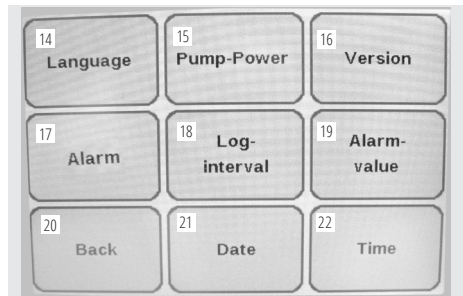 14
Language
15
Pump-Power
16
Version
17
Alarm
18
Log-
interval
19
Alarm-
value
20
Back
21
Date
22
Time